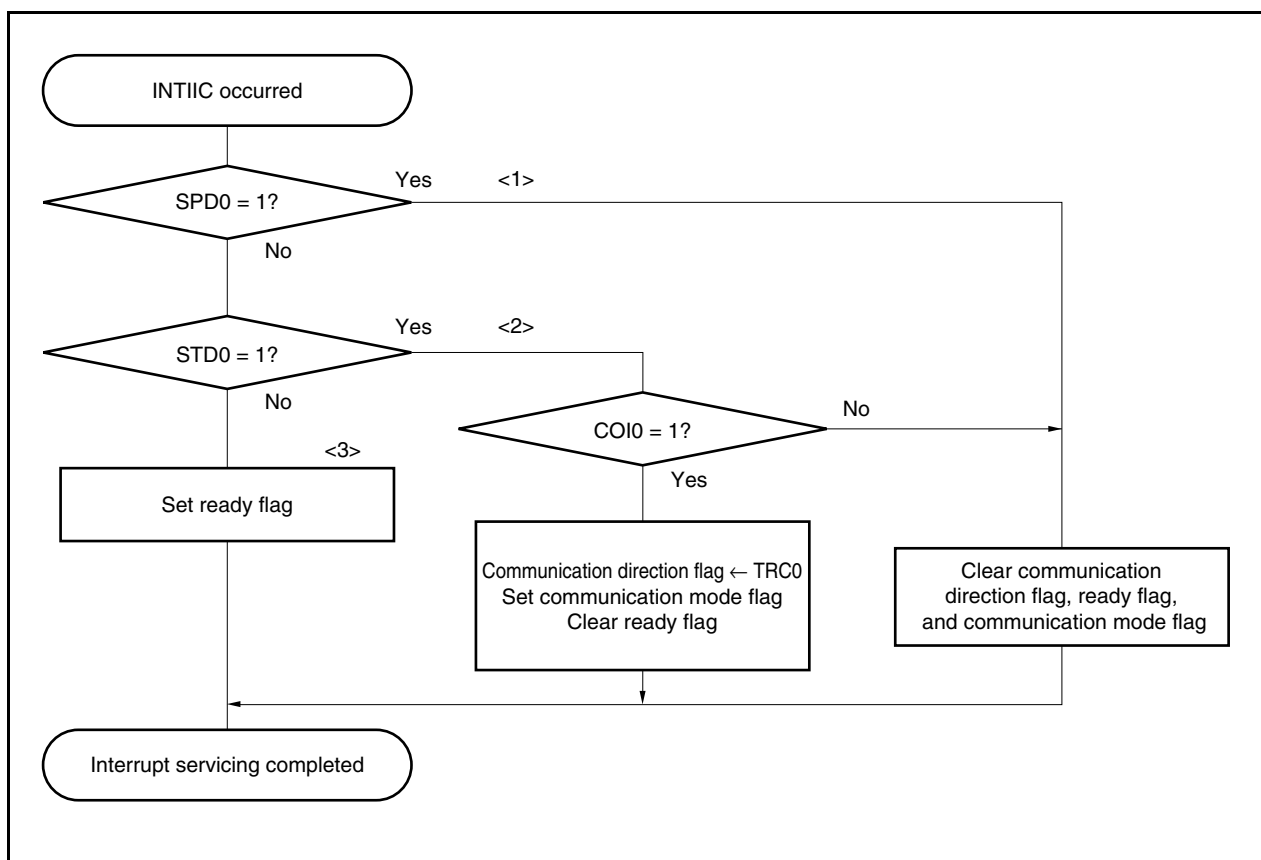 INTIIC occurred
Yes <1>
SPD0 = 1?
No
Yes <2>
STD0 = 1?
No
No
COI0 = 1?
<3>
Yes
Set ready flag
Communication direction flag ← TRC0
Set communication mode flag
Clear ready flag
Clear communication
direction flag, ready flag,
and communication mode flag
Interrupt servicing completed